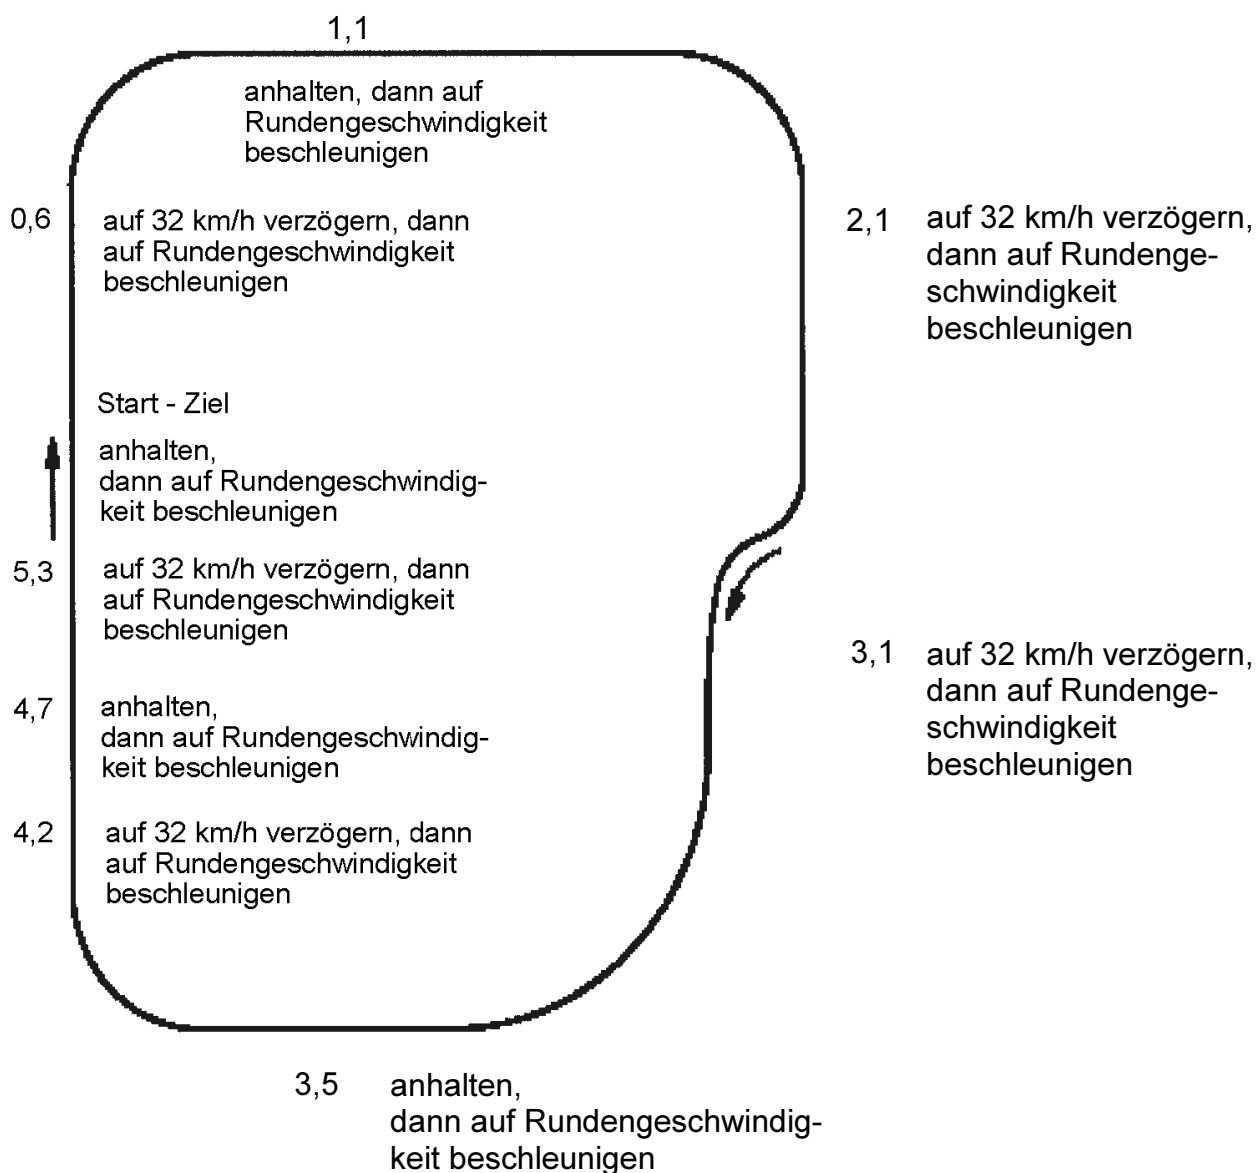 1,1
anhalten, dann auf
Rundengeschwindigkeit
beschleunigen
0,6
auf 32 km/h verzögern, dann
auf Rundengeschwindigkeit
beschleunigen
2,1
auf 32 km/h verzögern,
dann auf Rundenge-
schwindigkeit
beschleunigen
Start - Ziel
anhalten,
dann auf Rundengeschwindig-
keit beschleunigen
5,3
auf 32 km/h verzögern, dann
auf Rundengeschwindigkeit
beschleunigen
3,1
auf 32 km/h verzögern,
dann auf Rundenge-
schwindigkeit
beschleunigen
4,7
anhalten,
dann auf Rundengeschwindig-
keit beschleunigen
4,2
auf 32 km/h verzögern, dann
auf Rundengeschwindigkeit
beschleunigen
3,5
anhalten,
dann auf Rundengeschwindig-
keit beschleunigen